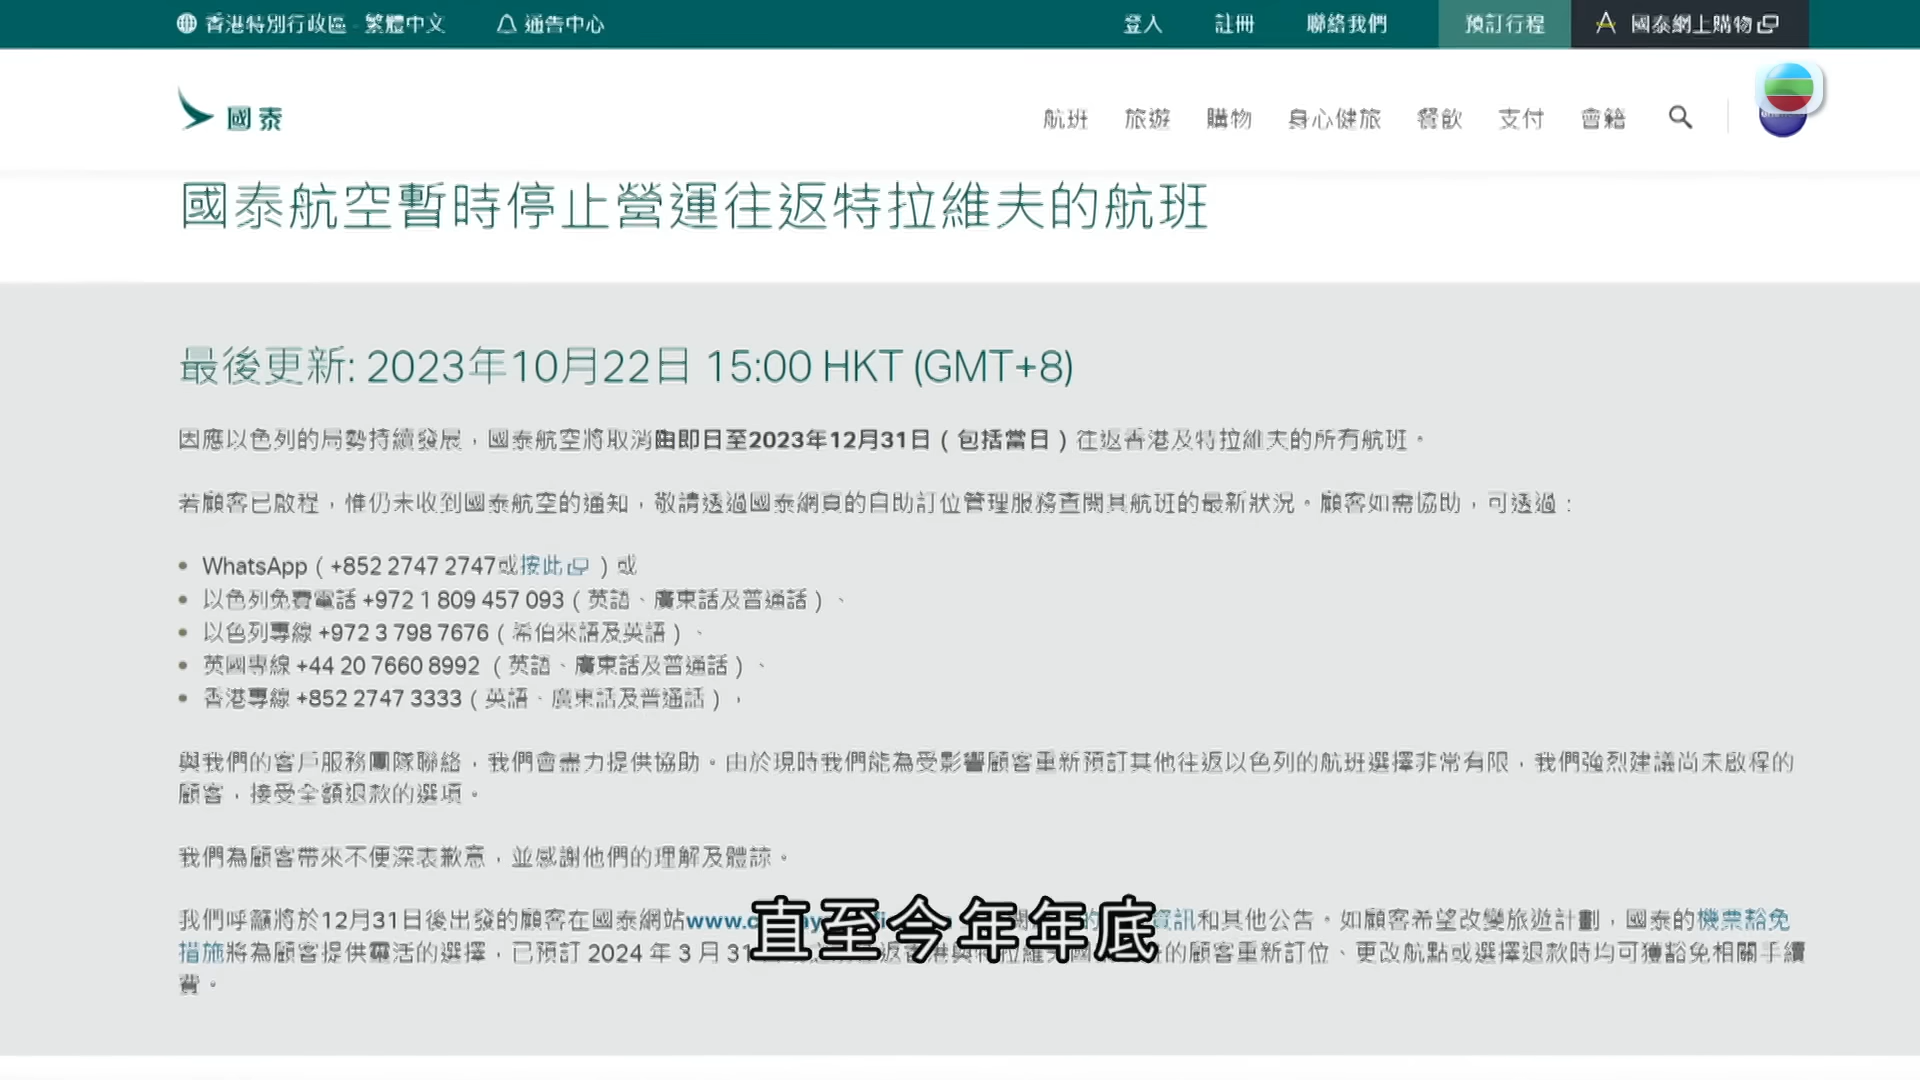 香港特別行政區 - 繁體中文
通告中心
登入
註冊
聯絡我們
預訂行程
國泰網上購物
國泰
航班
旅遊
購物
身心健旅
餐飲
支付
會籍
國泰航空暫時停止營運往返特拉維夫的航班
最後更新: 2023年10月22日 15:00 HKT (GMT+8)
因應以色列的局勢持續發展，國泰航空將取消由即日至2023年12月31日（包括當日）往返香港及特拉維夫的所有航班。
若顧客已啟程，惟仍未收到國泰航空的通知，敬請透過國泰網頁的自助訂位管理服務查閱其航班的最新狀況。顧客如需協助，可透過：
WhatsApp（+852 2747 2747或按此）或
以色列免費電話 +972 1 809 457 093（英語、廣東話及普通話）、
以色列專線 +972 3 798 7676（希伯來語及英語）、
英國專線 +44 20 7660 8992 （英語、廣東話及普通話）、
香港專線 +852 2747 3333（英語、廣東話及普通話），
與我們的客戶服務團隊聯絡，我們會盡力提供協助。由於現時我們能為受影響顧客重新預訂其他往返以色列的航班選擇非常有限，我們強烈建議尚未啟程的
顧客，接受全額退款的選項。
我們為顧客帶來不便深表歉意，並感謝他們的理解及體諒。
我們呼籲將於12月31日後出發的顧客在國泰網站www.c 資訊和其他公告。如顧客希望改變旅遊計劃，國泰的機票豁免
措施將為顧客提供靈活的選擇，已預訂 2024 年 3 月 31 的顧客重新訂位、更改航點或選擇退款時均可獲豁免相關手續
費。
直至今年年底